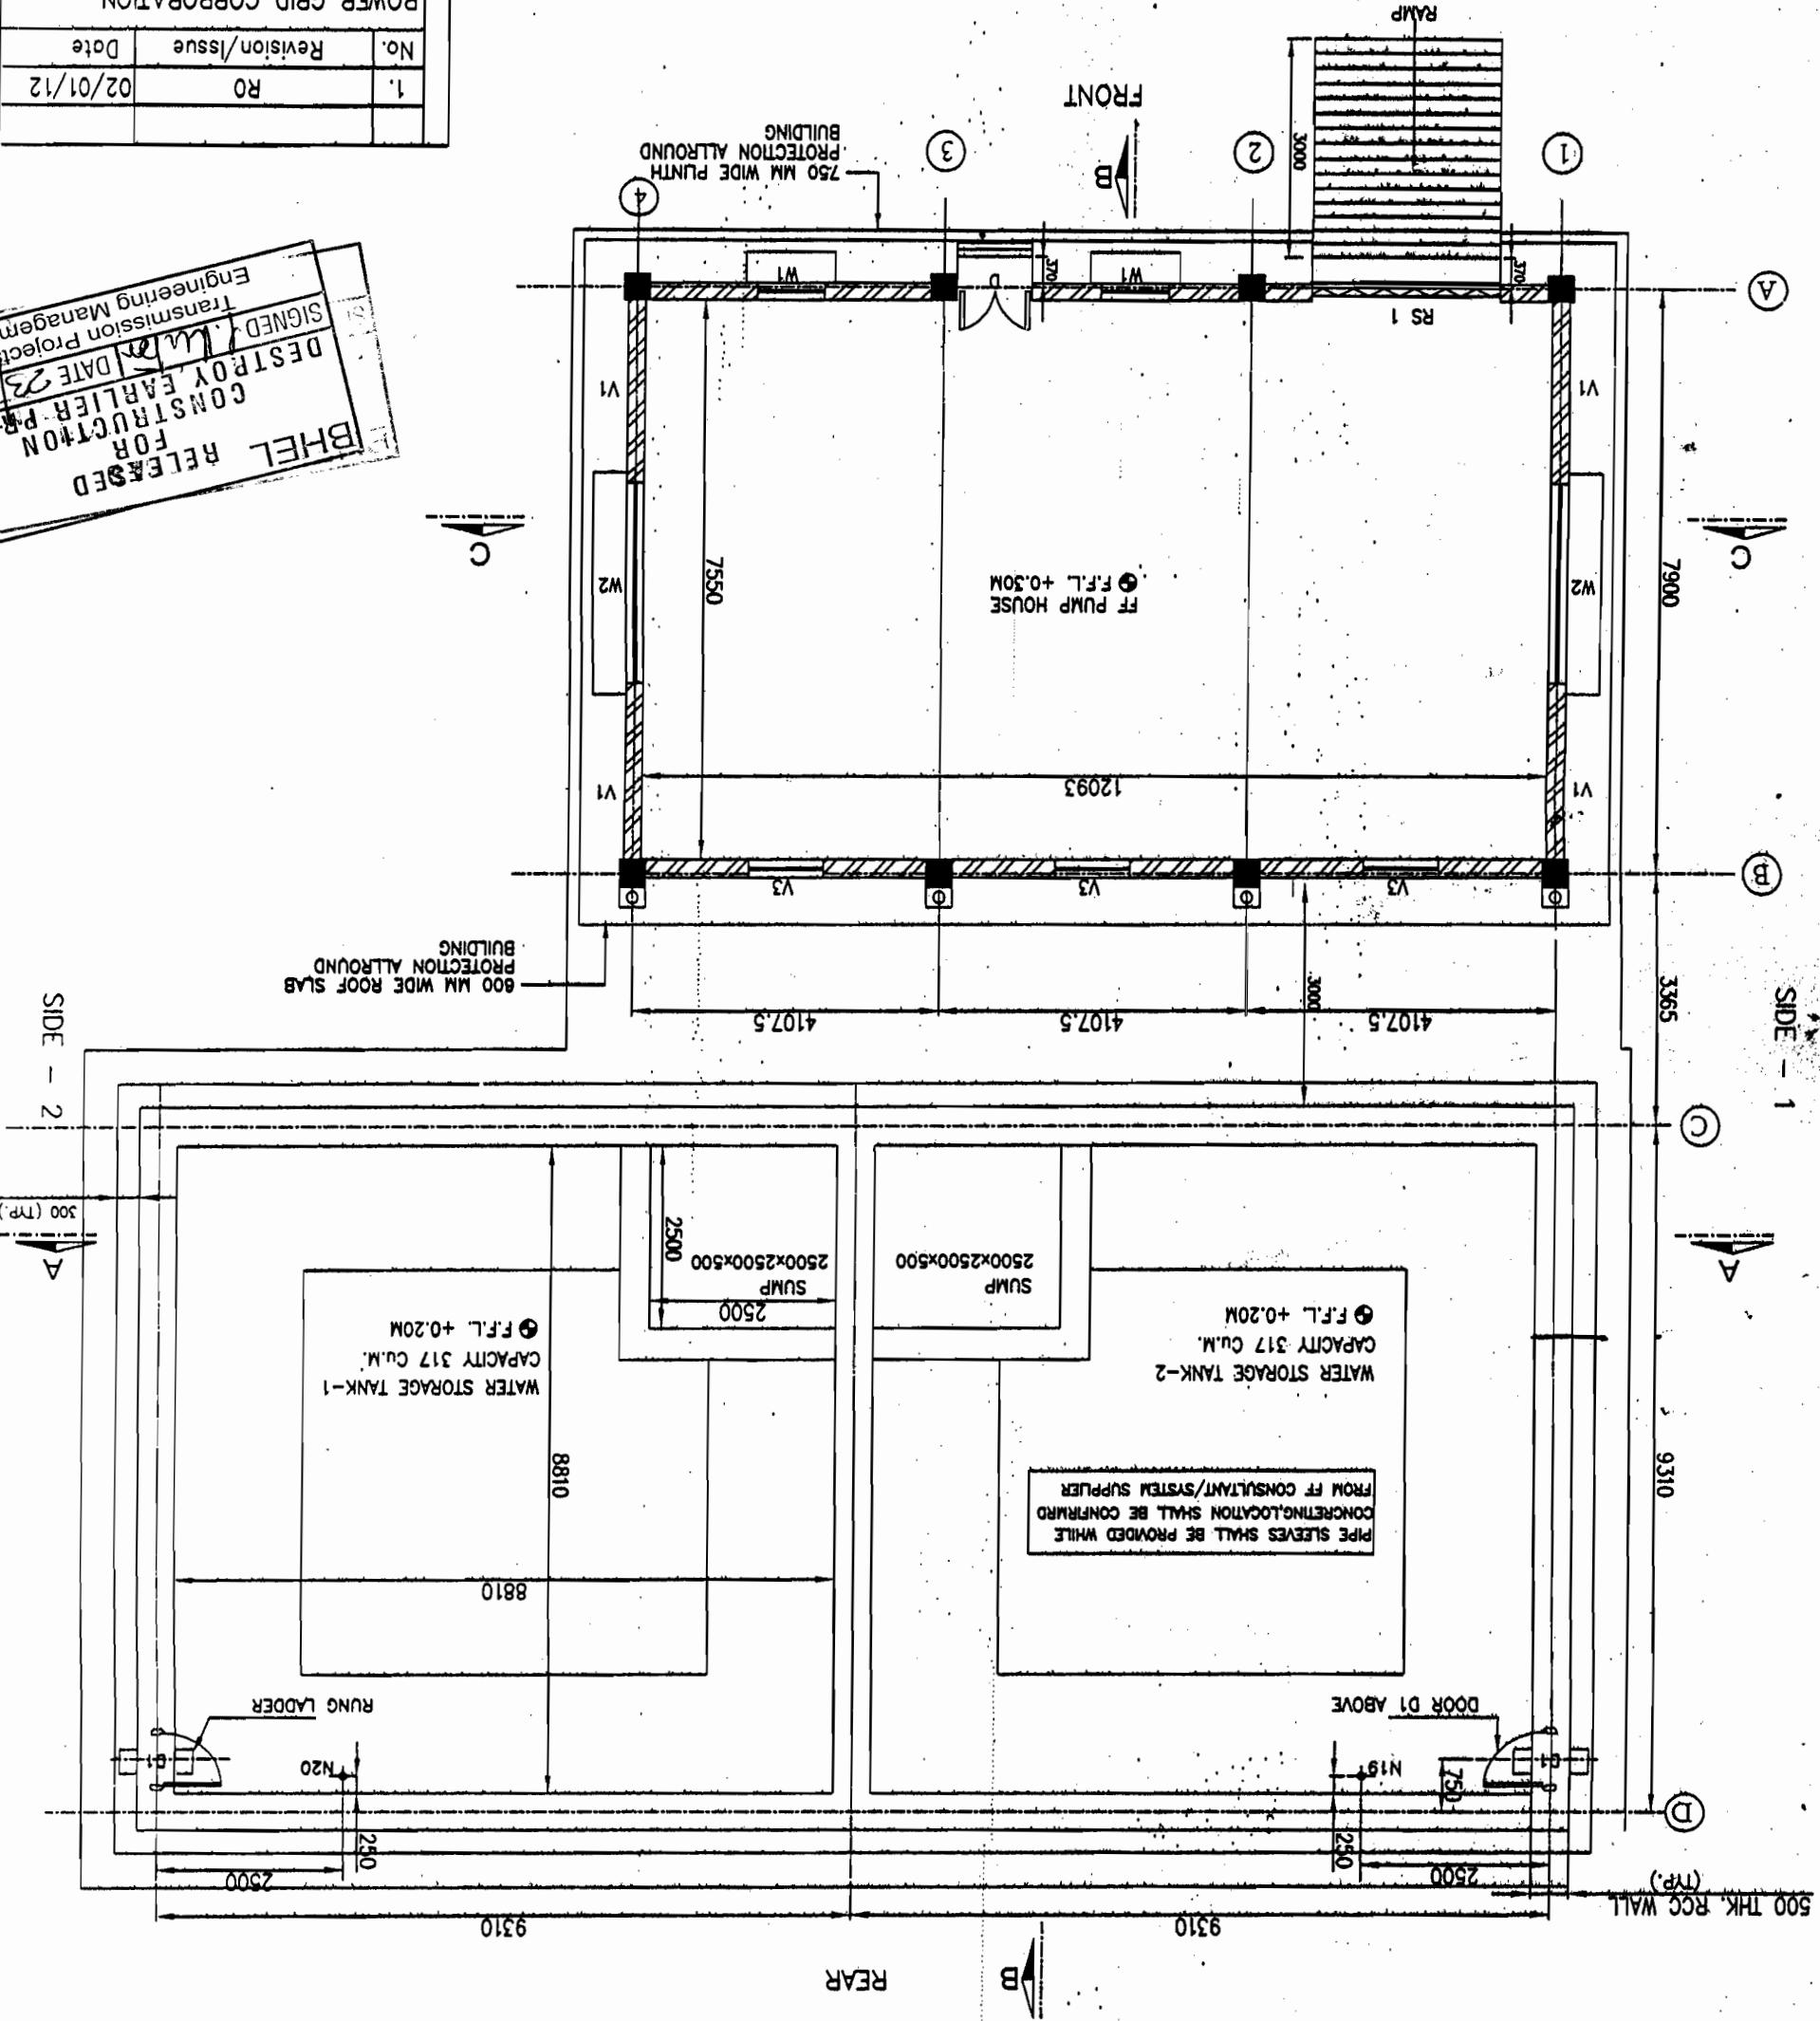 REAR
B
9310
9310
500 THK. RCC WALL
(TYP.)
2500
250
2500
250
D
750
N19
N20
1
1
DOOR D1 ABOVE
RUNG LADDER
8810
8810
9310
PIPE SLEEVES SHALL BE PROVIDED WHILE
CONCRETING,LOCATION SHALL BE CONFIRMRD
FROM FF CONSULTANT/SYSTEM SUPPLIER
WATER STORAGE TANK-2
CAPACITY 317 Cu.M.
F.F.L. +0.20M
WATER STORAGE TANK-1
CAPACITY 317 Cu.M.
F.F.L. +0.20M
SUMP
2500x2500x500
2500
SUMP
2500x2500x500
2500
A
A
300 (TYP.)
C
SIDE - 1
SIDE - 2
3365
3000
4107.5
4107.5
4107.5
600 MM WIDE ROOF SLAB
PROTECTION ALLROUND
BUILDING
B
V3
V3
V3
V1
V1
12093
7550
7900
W2
W2
FF PUMP HOUSE
F.F.L. +0.30M
C
C
V1
V1
RS 1
A
370
D
370
W1
W1
1
2
3
4
3000
B
FRONT
RAMP
750 MM WIDE PLINTH
PROTECTION ALLROUND
BUILDING
BHEL RELEASED
FOR
CONSTRUCTION
DESTROY EARLIER
SIGNED DATE 23
Transmission
Engineering
1. R0 02/01/12
No. Revision/Issue Date
POWER GRID CORPORATION